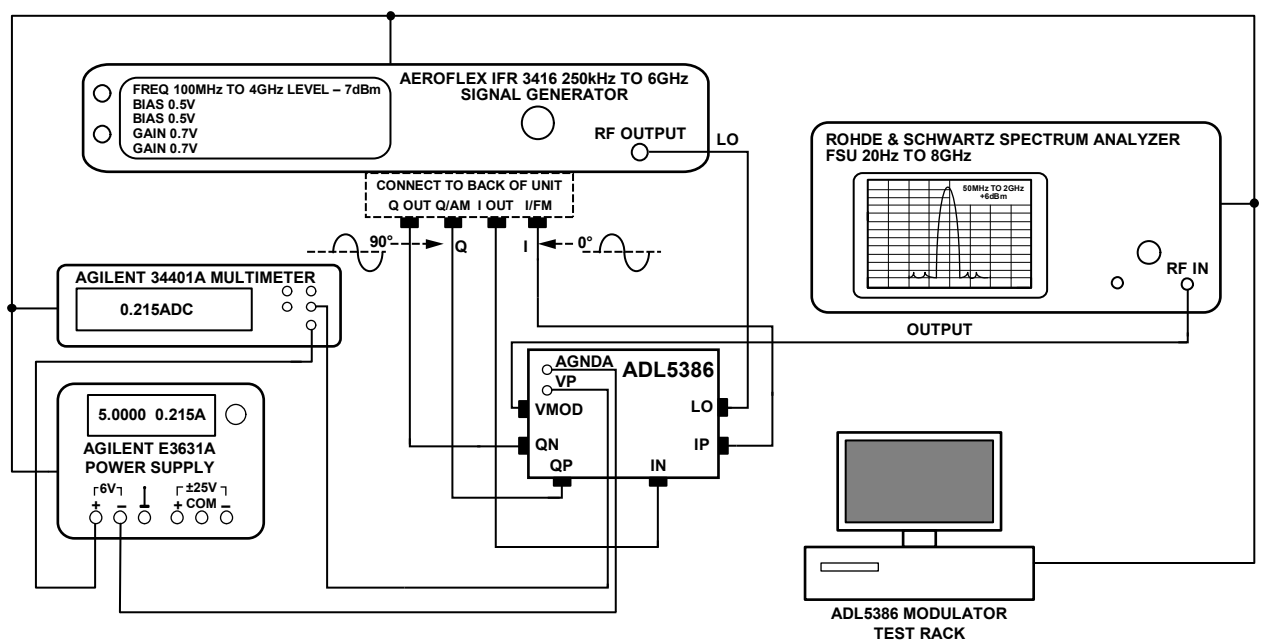 AEROFLEX IFR 3416 250kHz TO 6GHz
SIGNAL GENERATOR
FREQ 100MHz TO 4GHz LEVEL – 7dBm
BIAS 0.5V
BIAS 0.5V
GAIN 0.7V
GAIN 0.7V
RF OUTPUT
LO
CONNECT TO BACK OF UNIT
Q OUT Q/AM I OUT I/FM
90°
Q
I
0°
ROHDE & SCHWARTZ SPECTRUM ANALYZER
FSU 20Hz TO 8GHz
50MHz TO 2GHz
+6dBm
RF IN
AGILENT 34401A MULTIMETER
0.215ADC
OUTPUT
AGNDA
VP
ADL5386
VMOD
LO
QN
IP
QP
IN
5.0000 0.215A
AGILENT E3631A
POWER SUPPLY
6V
±25V
+ – + COM –
ADL5386 MODULATOR
TEST RACK